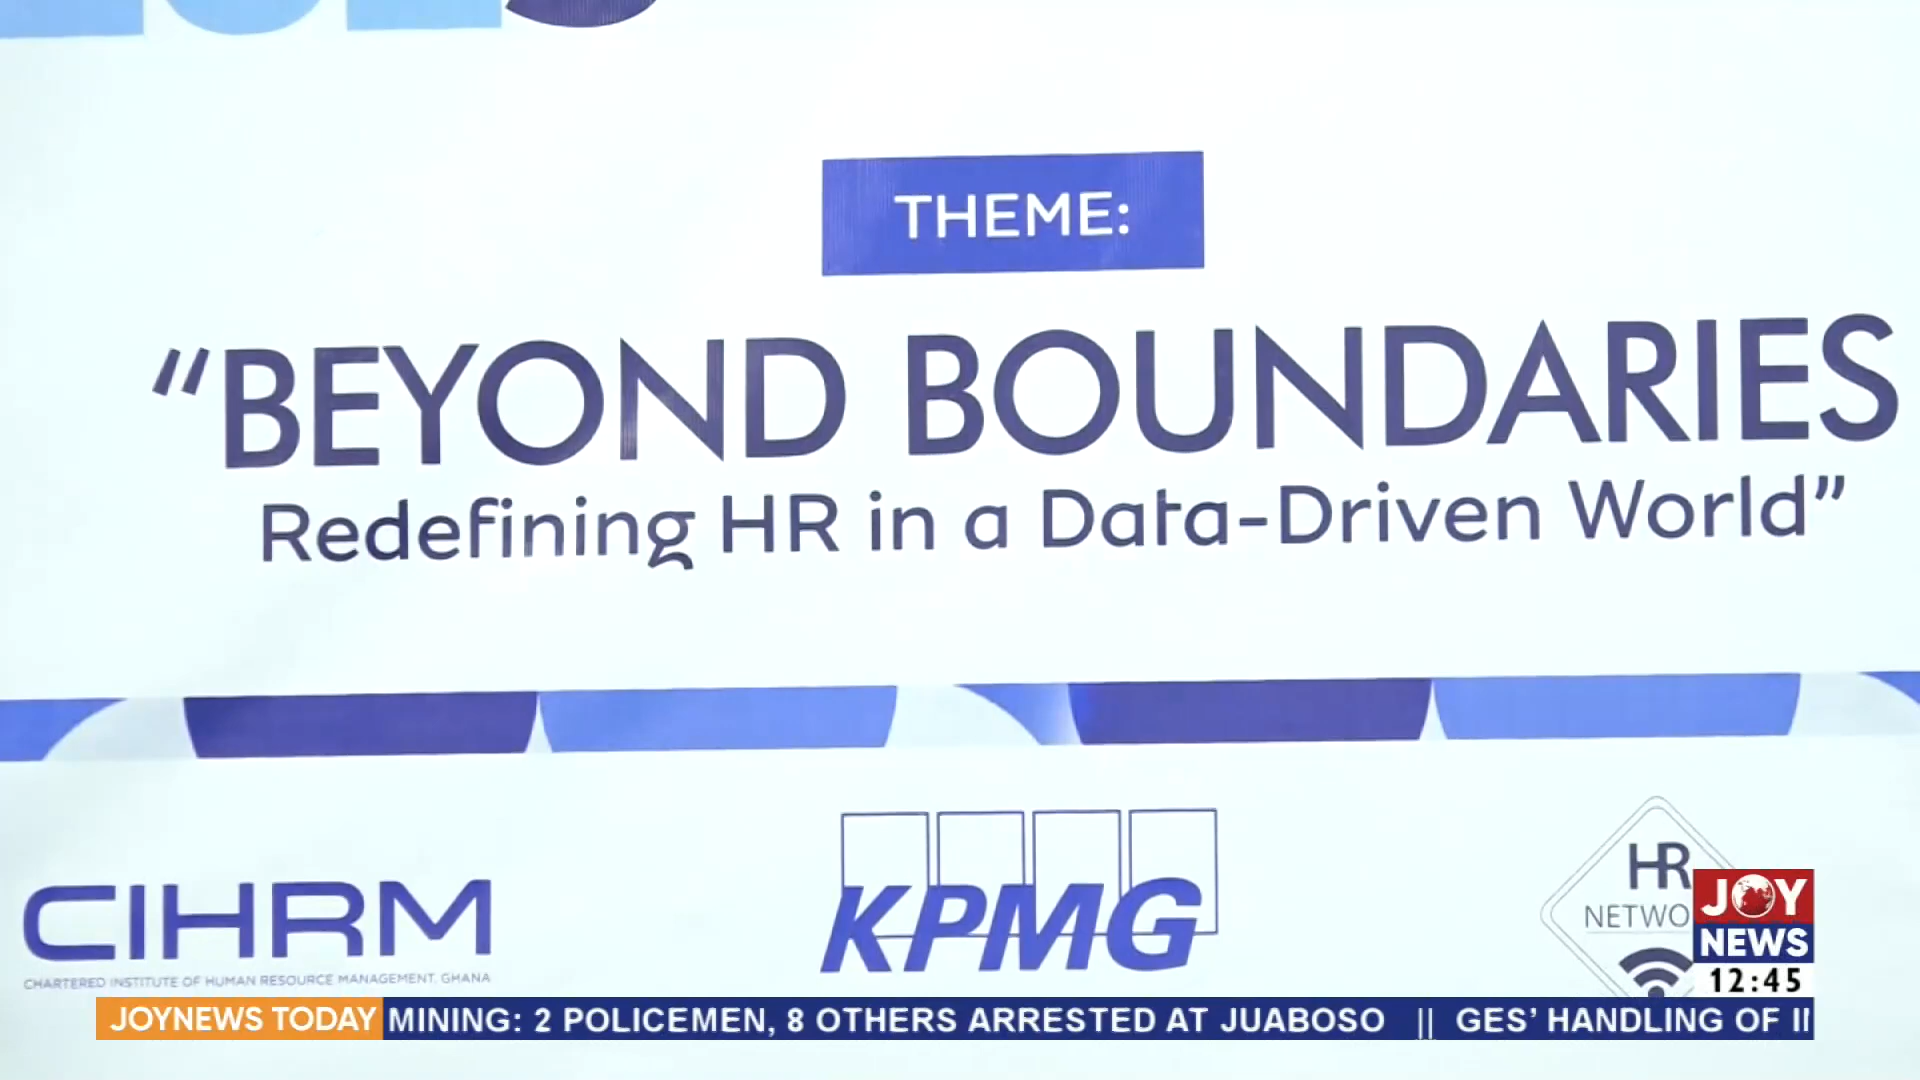 THEME:
“BEYOND BOUNDARIES
Redefining HR in a Data-Driven World”
CIHRM
CHARTERED INSTITUTE OF HUMAN RESOURCE MANAGEMENT, GHANA
KPMG
HR
NETWO
JOY
NEWS
12:45
JOYNEWS TODAY
MINING: 2 POLICEMEN, 8 OTHERS ARRESTED AT JUABOSO || GES’ HANDLING OF